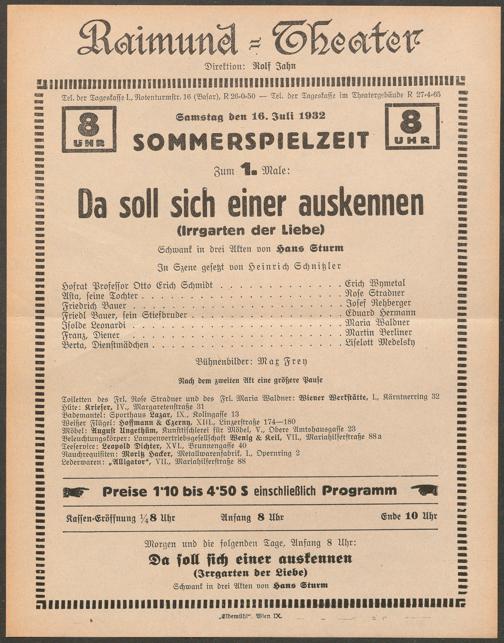 Raimund-Theater
Direktion: Rolf Jahn
Tel. der Tageskasse I., Rotenturmstr. 16 (Basar), R 26-0-50 — Tel. der Tageskasse im Theatergebäude R 27-4-65
8 UHR
Samstag den 16. Juli 1932
8 UHR
SOMMERSPIELZEIT
Zum 1. Male:
Da soll sich einer auskennen
(Irrgarten der Liebe)
Schwank in drei Akten von Hans Sturm
In Szene gesetzt von Heinrich Schnitzler
Hofrat Professor Otto Erich Schmidt . . . . . . . . . . Erich Wymetal
Asta, seine Tochter . . . . . . . . . . Rose Stradner
Friedrich Bauer . . . . . . . . . . Josef Rehberger
Friedl Bauer, sein Stiefbruder . . . . . . . . . . Eduard Hermann
Isolde Leonardi . . . . . . . . . . Maria Waldner
Franz, Diener . . . . . . . . . . Martin Berliner
Berta, Dienstmädchen . . . . . . . . . . Liselott Medelsky
Bühnenbilder: Max Frey
Nach dem zweiten Akt eine größere Pause
Toiletten des Frl. Rose Stradner und des Frl. Maria Waldner: Wiener Werkstätte, I., Kärntnerring 32
Hüte: Krieser, IV., Margaretenstraße 31
Bademantel: Sporthaus Lazar, IX., Kolingasse 13
Weißer Flügel: Hoffmann & Czerny, XIII., Linzerstraße 174—180
Möbel: August Ungethüm, Kunsttischlerei für Möbel, V., Obere Amtshausgasse 23
Beleuchtungskörper: Lampenvertriebsgesellschaft Wenig & Keil, VII., Mariahilferstraße 88a
Teeservice: Leopold Dichter, XVI., Brunnengasse 40
Rauchrequisiten: Moritz Hacker, Metallwarenfabrik, I., Opernring 2
Lederwaren: „Alligator“, VII., Mariahilferstraße 88
Preise 1·10 bis 4·50 S einschließlich Programm
Kassen-Eröffnung ¼8 Uhr Anfang 8 Uhr Ende 10 Uhr
Morgen und die folgenden Tage, Anfang 8 Uhr:
Da soll sich einer auskennen
(Irrgarten der Liebe)
Schwank in drei Akten von Hans Sturm
„Elbemühl“, Wien IX.